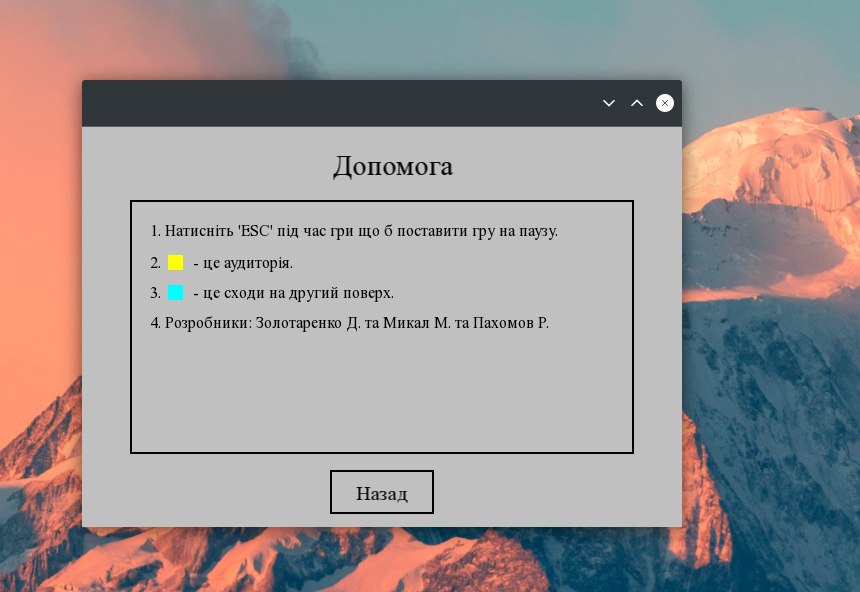 Допомога
1. Натисніть 'ESC' під час гри що б поставити гру на паузу.
2. - це аудиторія.
3. - це сходи на другий поверх.
4. Розробники: Золотаренко Д. та Микал М. та Пахомов Р.
Назад